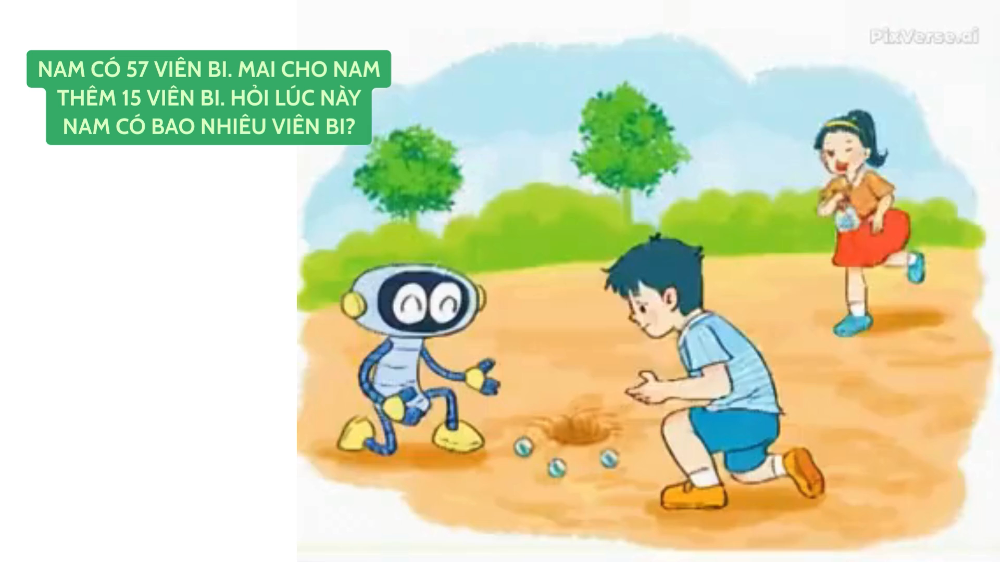 NAM CÓ 57 VIÊN BI. MAI CHO NAM
THÊM 15 VIÊN BI. HỎI LÚC NÀY
NAM CÓ BAO NHIÊU VIÊN BI?
PixVerse.ai